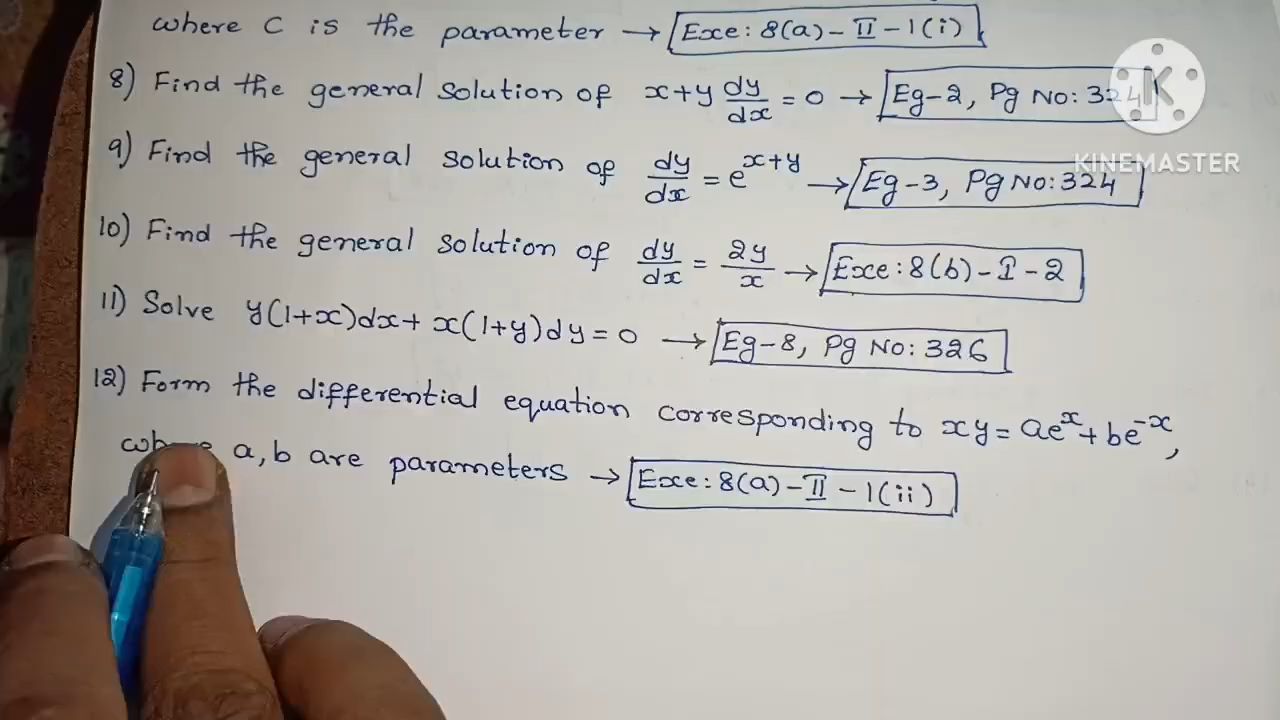 where C is the parameter → Exe: 8(a)-II-1(i)
8) Find the general solution of x+y dy/dx = 0 → Eg-2, Pg No: 324
K
KINEMASTER
9) Find the general solution of dy/dx = e^(x+y) → Eg-3, Pg No: 324
10) Find the general solution of dy/dx = 2y/x → Exe: 8(b)-I-2
11) Solve y(1+x)dx + x(1+y)dy = 0 → Eg-8, Pg No: 326
12) Form the differential equation corresponding to xy = ae^x + be^-x,
where a, b are parameters → Exe: 8(a)-II-1(ii)